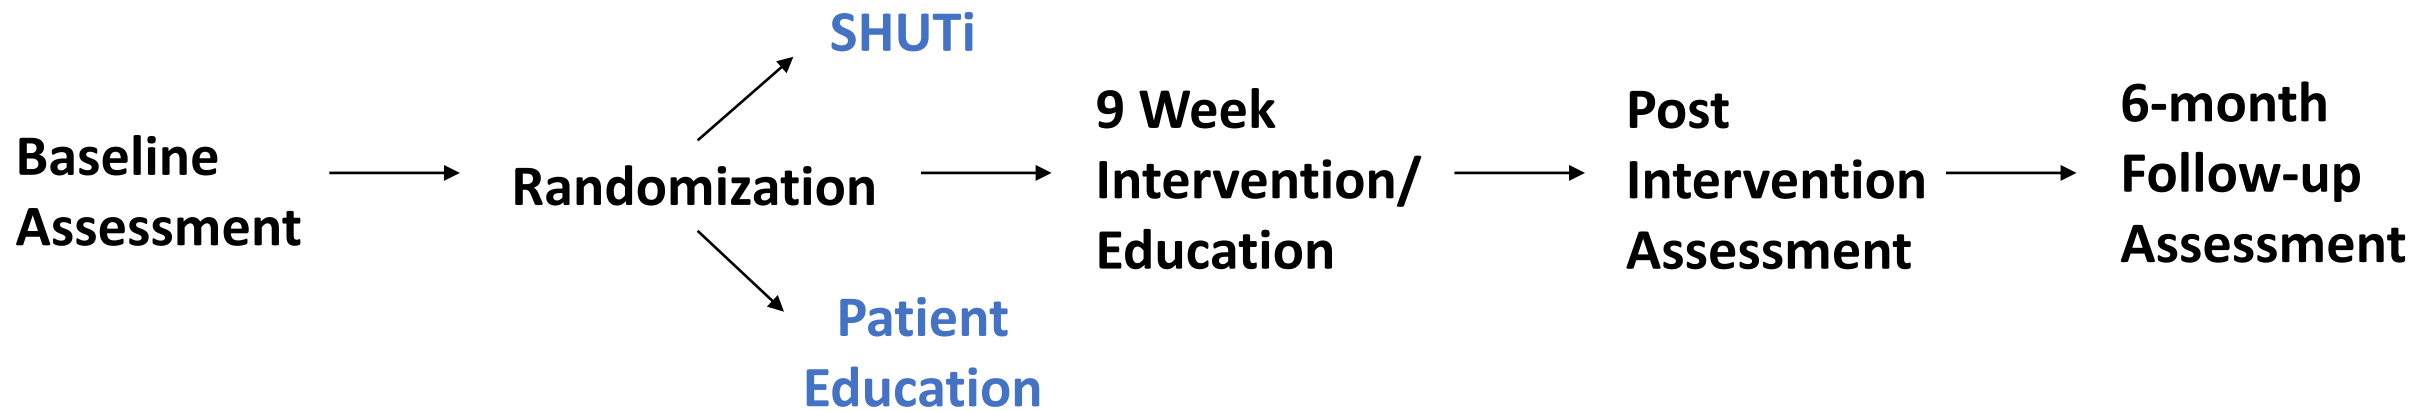 Baseline
Assessment
Randomization
SHUTi
Patient
Education
9 Week
Intervention/
Education
Post
Intervention
Assessment
6-month
Follow-up
Assessment